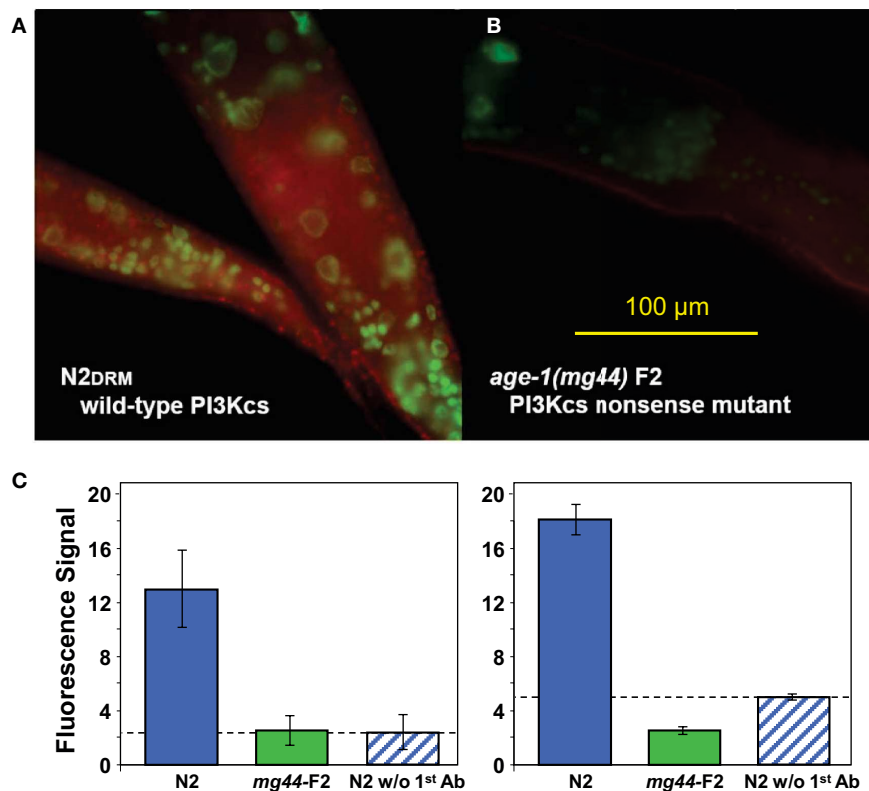 A
B
N2DRM
wild-type PI3Kcs
100 µm
age-1(mg44) F2
PI3Kcs nonsense mutant
C
Fluorescence Signal
20
16
12
8
4
0
N2
mg44-F2
N2 w/o 1st Ab
20
16
12
8
4
0
N2
mg44-F2
N2 w/o 1st Ab